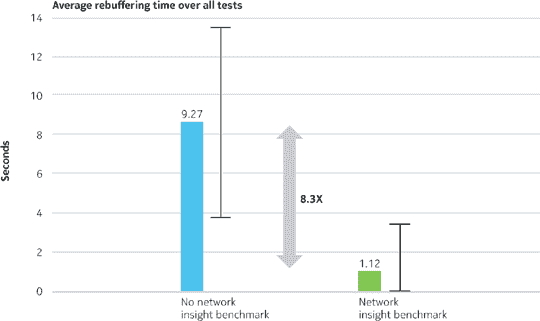 Average rebuffering time over all tests
14
12
10
8
6
4
2
0
Seconds
9.27
8.3X
1.12
No network
insight benchmark
Network
insight benchmark